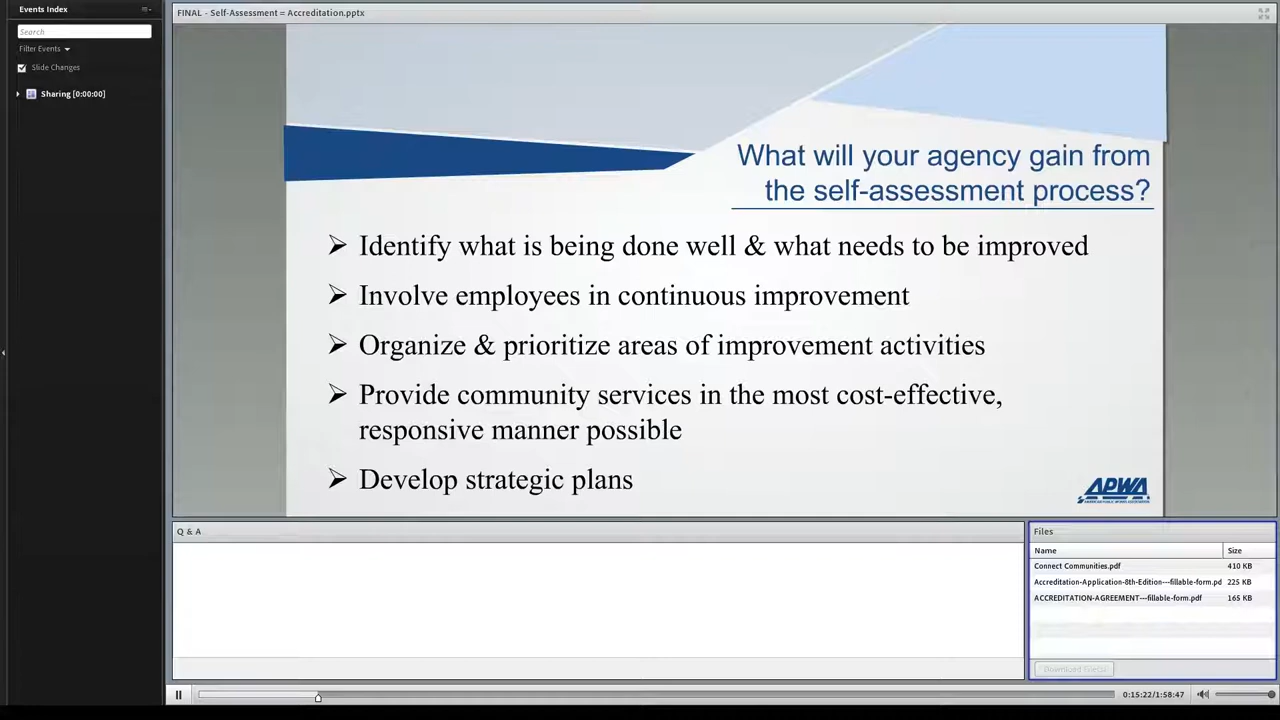 Events Index
Search
Filter Events
Slide Changes
Sharing [0:00:00]
FINAL - Self-Assessment = Accreditation.pptx
What will your agency gain from
the self-assessment process?
Identify what is being done well & what needs to be improved
Involve employees in continuous improvement
Organize & prioritize areas of improvement activities
Provide community services in the most cost-effective,
responsive manner possible
Develop strategic plans
APWA
Q & A
Files
Name Size
Connect Communities.pdf 410 KB
Accreditation-Application-8th-Edition---fillable-form.pd 225 KB
ACCREDITATION-AGREEMENT---fillable-form.pdf 165 KB
Download File(s)
0:15:22/1:58:47